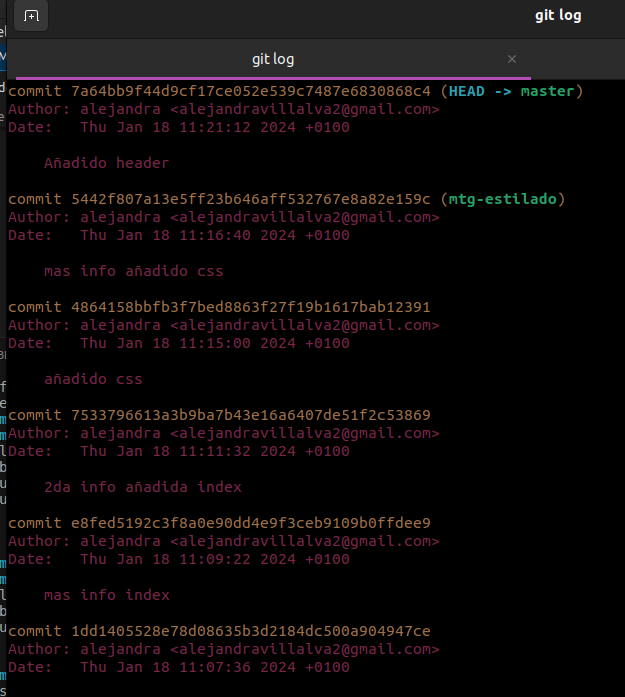 git log
git log
commit 7a64bb9f44d9cf17ce052e539c7487e6830868c4 (HEAD -> master)
Author: alejandra <alejandravillalva2@gmail.com>
Date:   Thu Jan 18 11:21:12 2024 +0100
Añadido header
commit 5442f807a13e5ff23b646aff532767e8a82e159c (mtg-estilado)
Author: alejandra <alejandravillalva2@gmail.com>
Date:   Thu Jan 18 11:16:40 2024 +0100
mas info añadido css
commit 4864158bbfb3f7bed8863f27f19b1617bab12391
Author: alejandra <alejandravillalva2@gmail.com>
Date:   Thu Jan 18 11:15:00 2024 +0100
añadido css
commit 7533796613a3b9ba7b43e16a6407de51f2c53869
Author: alejandra <alejandravillalva2@gmail.com>
Date:   Thu Jan 18 11:11:32 2024 +0100
2da info añadida index
commit e8fed5192c3f8a0e90dd4e9f3ceb9109b0ffdee9
Author: alejandra <alejandravillalva2@gmail.com>
Date:   Thu Jan 18 11:09:22 2024 +0100
mas info index
commit 1dd1405528e78d08635b3d2184dc500a904947ce
Author: alejandra <alejandravillalva2@gmail.com>
Date:   Thu Jan 18 11:07:36 2024 +0100